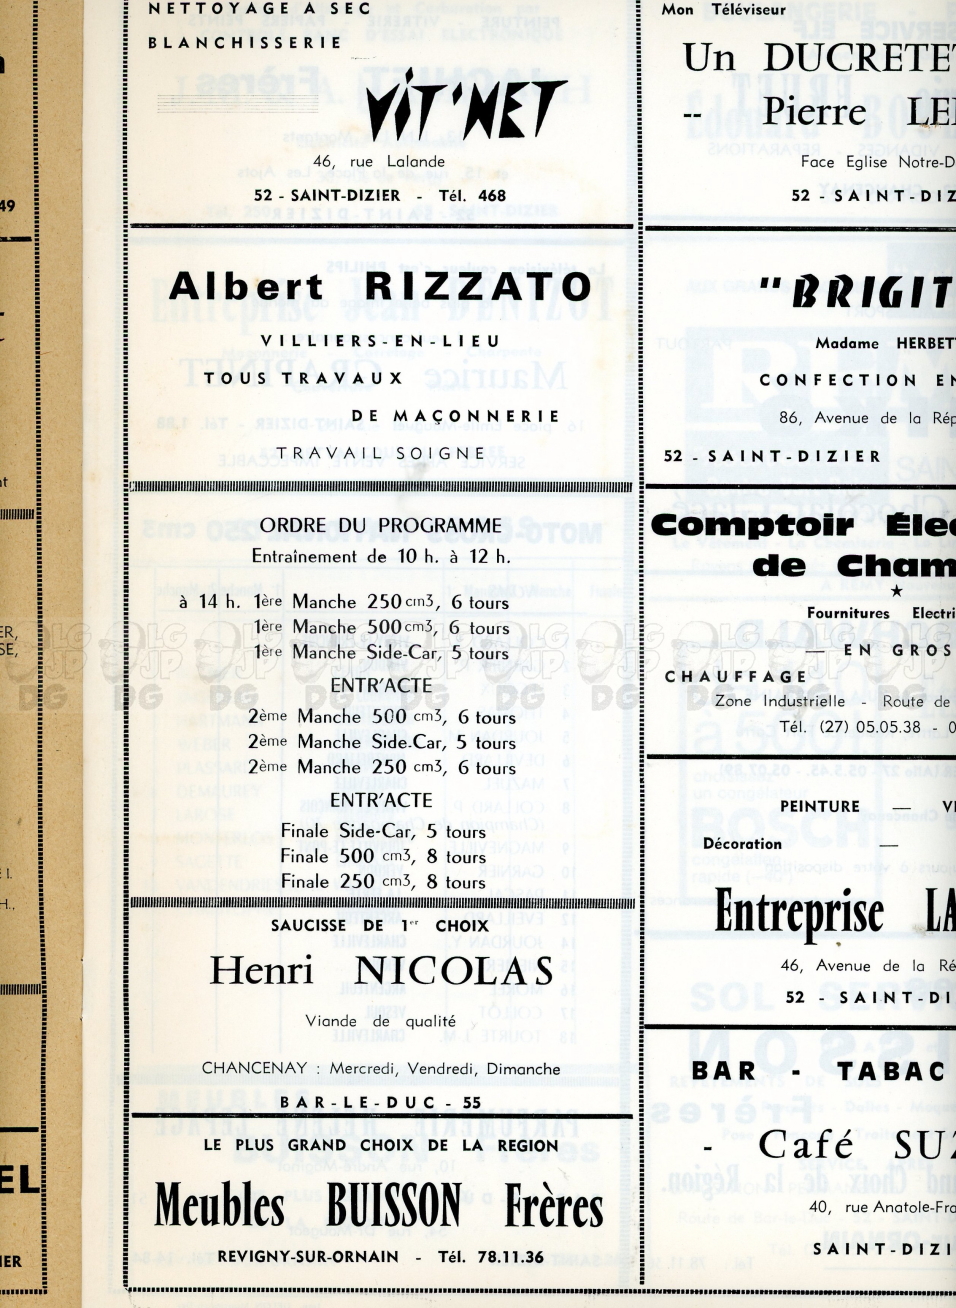 NETTOYAGE A SEC
BLANCHISSERIE
VIT'NET
46, rue Lalande
52 - SAINT-DIZIER - Tél. 468
Albert RIZZATO
VILLIERS-EN-LIEU
TOUS TRAVAUX
DE MAÇONNERIE
TRAVAIL SOIGNE
ORDRE DU PROGRAMME
Entraînement de 10 h. à 12 h.
à 14 h. 1ère Manche 250 cm3, 6 tours
1ère Manche 500 cm3, 6 tours
1ère Manche Side-Car, 5 tours
ENTR'ACTE
2ème Manche 500 cm3, 6 tours
2ème Manche Side-Car, 5 tours
2ème Manche 250 cm3, 6 tours
ENTR'ACTE
Finale Side-Car, 5 tours
Finale 500 cm3, 8 tours
Finale 250 cm3, 8 tours
SAUCISSE DE 1er CHOIX
Henri NICOLAS
Viande de qualité
CHANCENAY : Mercredi, Vendredi, Dimanche
BAR-LE-DUC - 55
LE PLUS GRAND CHOIX DE LA REGION
Meubles BUISSON Frères
REVIGNY-SUR-ORNAIN - Tél. 78.11.36
Mon Téléviseur
Un DUCRETE
-- Pierre LE
Face Eglise Notre-D
52 - SAINT-DIZ
"BRIGIT
Madame HERBET
CONFECTION EN
86, Avenue de la Rép
52 - SAINT-DIZIER
Comptoir Élec
de Cham
★
Fournitures Electri
— EN GROS
CHAUFFAGE
Zone Industrielle - Route de
Tél. (27) 05.05.38 - 0
PEINTURE — V
Décoration —
Entreprise LA
46, Avenue de la Ré
52 - SAINT-DI
BAR - TABAC
- Café SUZ
40, rue Anatole-Fra
SAINT-DIZI